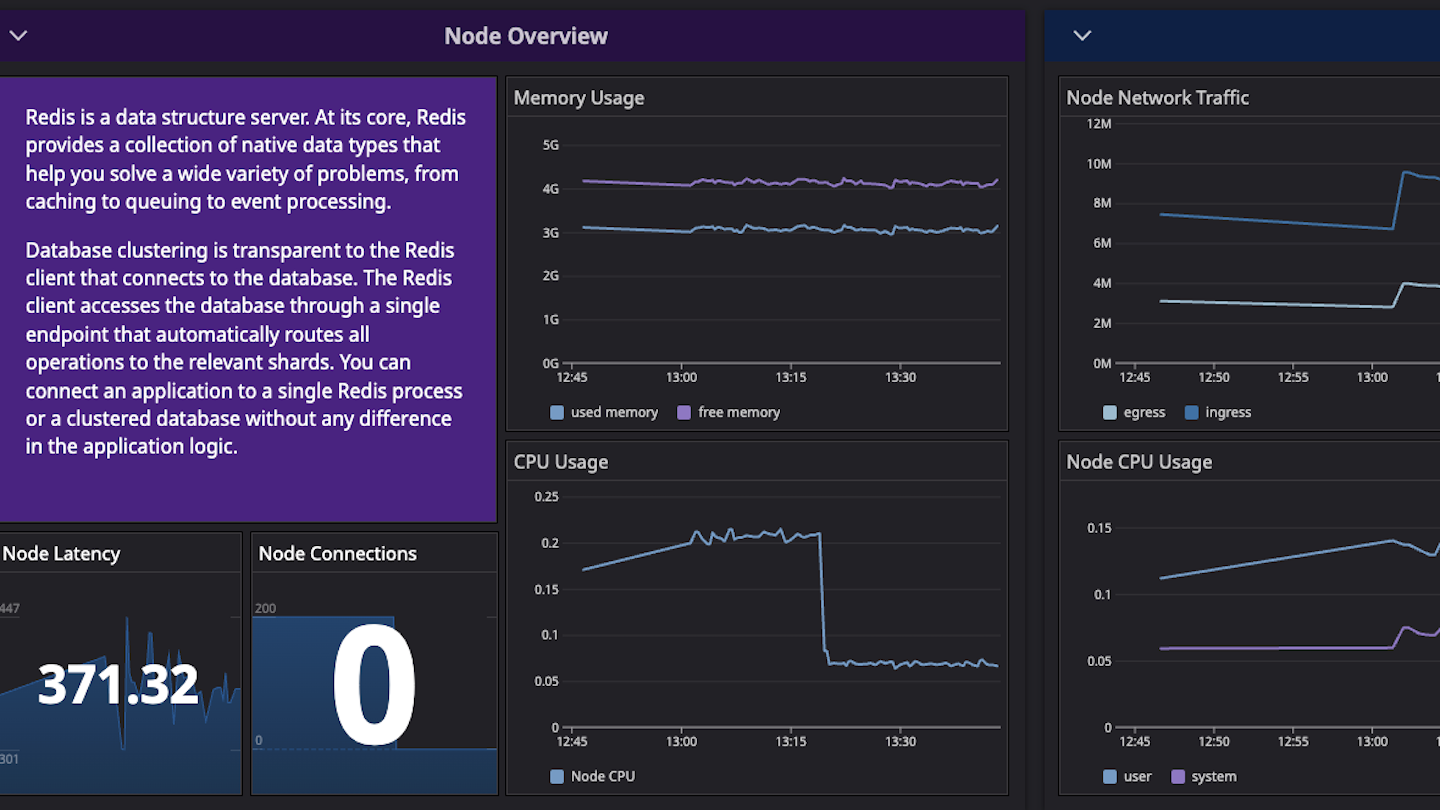 Node Overview
Redis is a data structure server. At its core, Redis
provides a collection of native data types that
help you solve a wide variety of problems, from
caching to queuing to event processing.
Database clustering is transparent to the Redis
client that connects to the database. The Redis
client accesses the database through a single
endpoint that automatically routes all
operations to the relevant shards. You can
connect an application to a single Redis process
or a clustered database without any difference
in the application logic.
Node Latency
447
371.32
301
Node Connections
200
0
0
Memory Usage
5G
4G
3G
2G
1G
0G
12:45 13:00 13:15 13:30
used memory free memory
CPU Usage
0.25
0.2
0.15
0.1
0.05
0
12:45 13:00 13:15 13:30
Node CPU
Node Network Traffic
12M
10M
8M
6M
4M
2M
0M
12:45 12:50 12:55 13:00
egress ingress
Node CPU Usage
0.15
0.1
0.05
0
12:45 12:50 12:55 13:00
user system